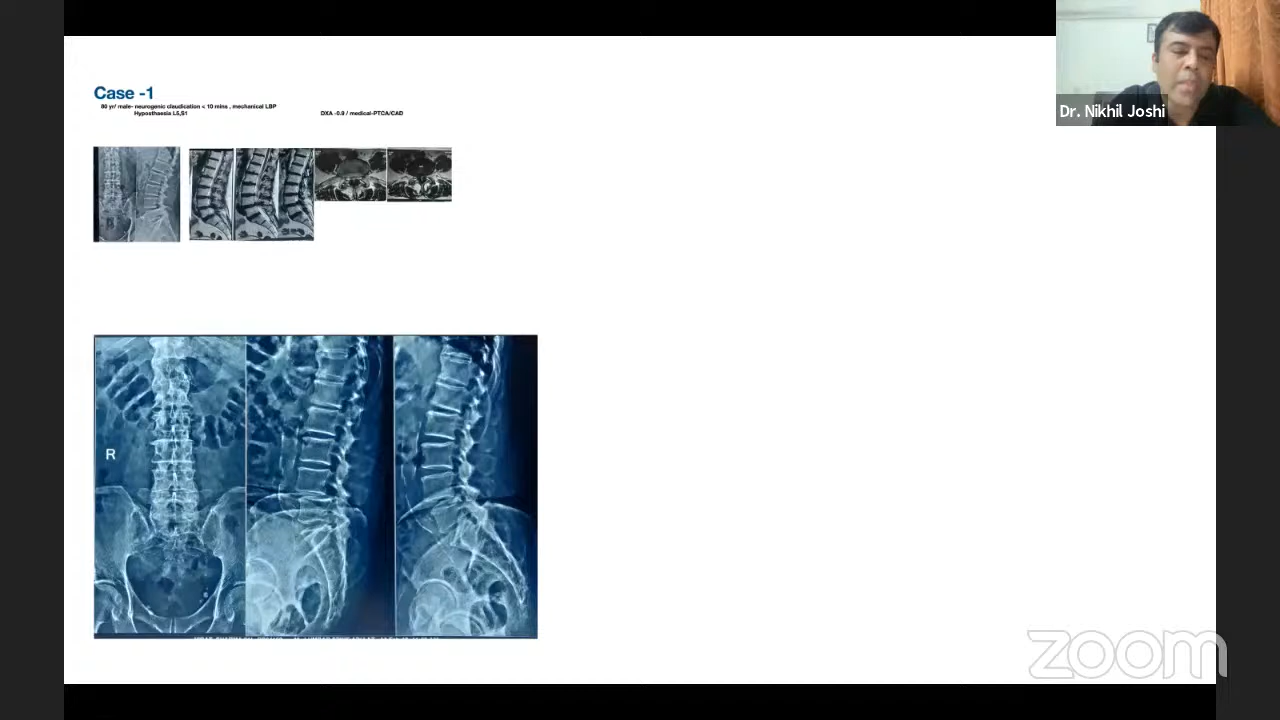 Case -1
80 yr/ male- neurogenic claudication < 10 mins , mechanical LBP
Hyposthaesia L5,S1
DXA -0.9 / medical-PTCA/CAD
Dr. Nikhil Joshi
R
zoom